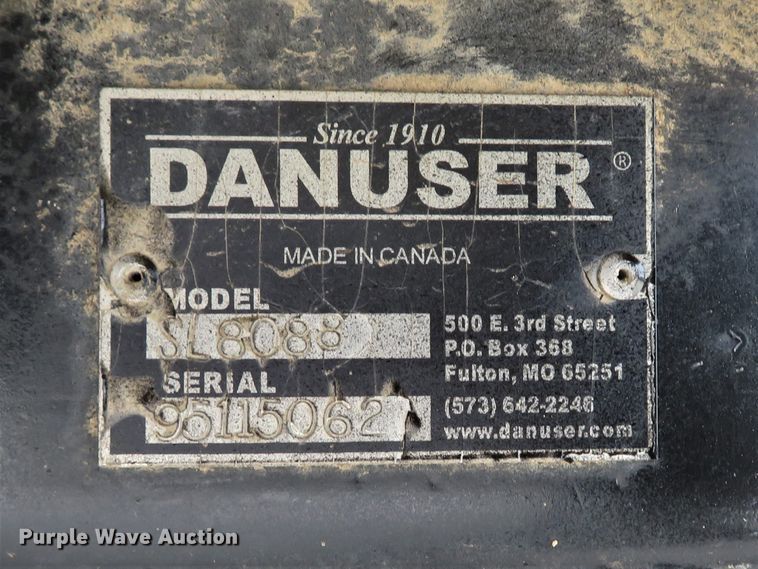 Since 1910
DANUSER®
MADE IN CANADA
MODEL
SL8088
SERIAL
95115062
500 E. 3rd Street
P.O. Box 368
Fulton, MO 65251
(573) 642-2246
www.danuser.com
Purple Wave Auction